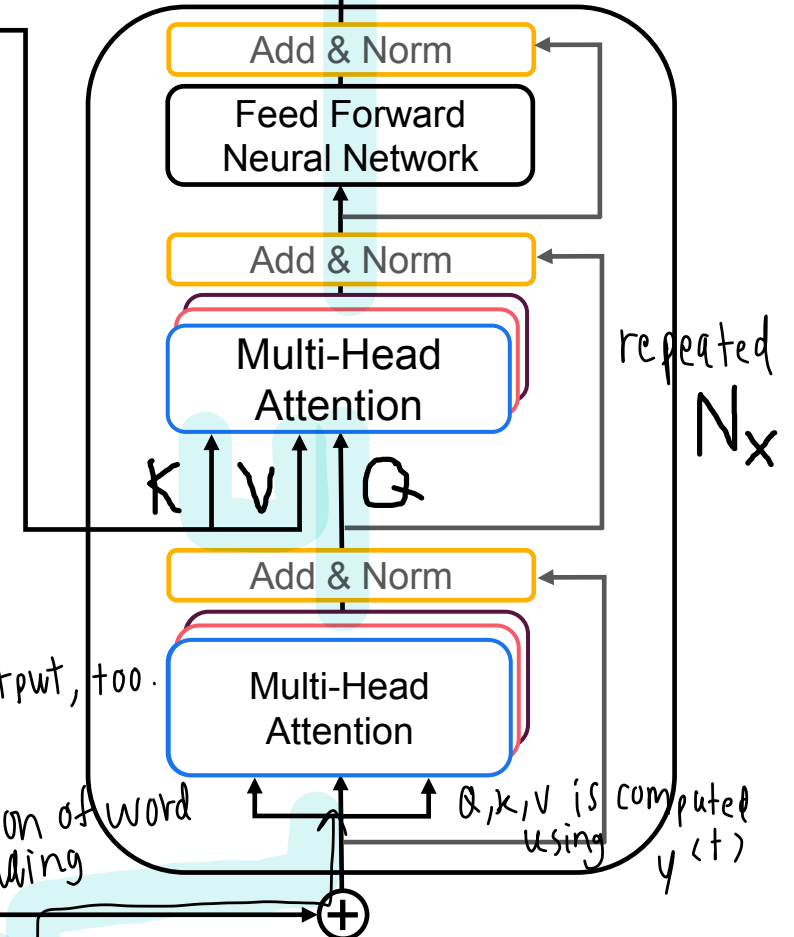 Add & Norm
Feed Forward
Neural Network
Add & Norm
Multi-Head
Attention
repeated
Nx
K V Q
Add & Norm
Multi-Head
Attention
, too.
on of word
Q, K, V is computed
using
y<t>
+